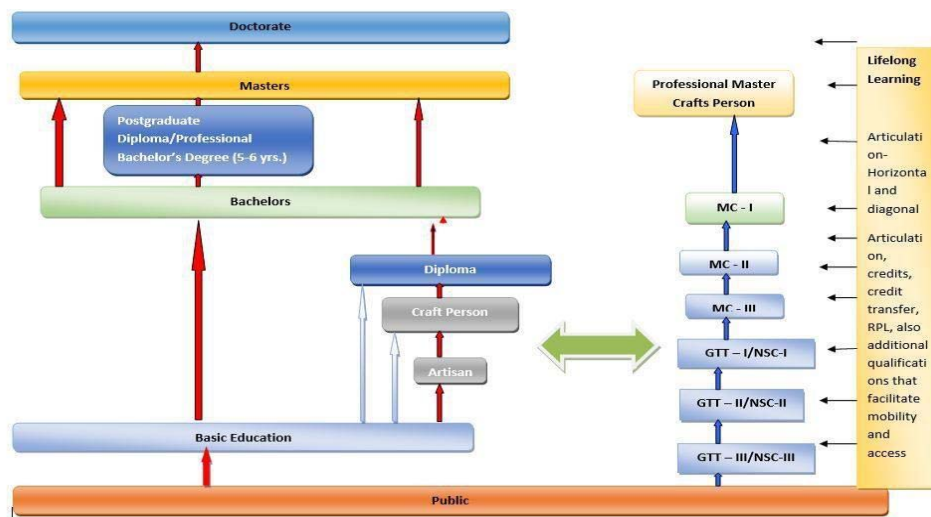 Doctorate
Masters
Postgraduate
Diploma/Professional
Bachelor's Degree (5-6 yrs.)
Bachelors
Diploma
Craft Person
Artisan
Basic Education
Public
Professional Master
Crafts Person
MC - I
MC - II
MC - III
GTT – I/NSC-I
GTT – II/NSC-II
GTT – III/NSC-III
Lifelong
Learning
Articulati
on-
Horizonta
l and
diagonal
Articulati
on,
credits,
credit
transfer,
RPL, also
additional
qualificati
ons that
facilitate
mobility
and
access